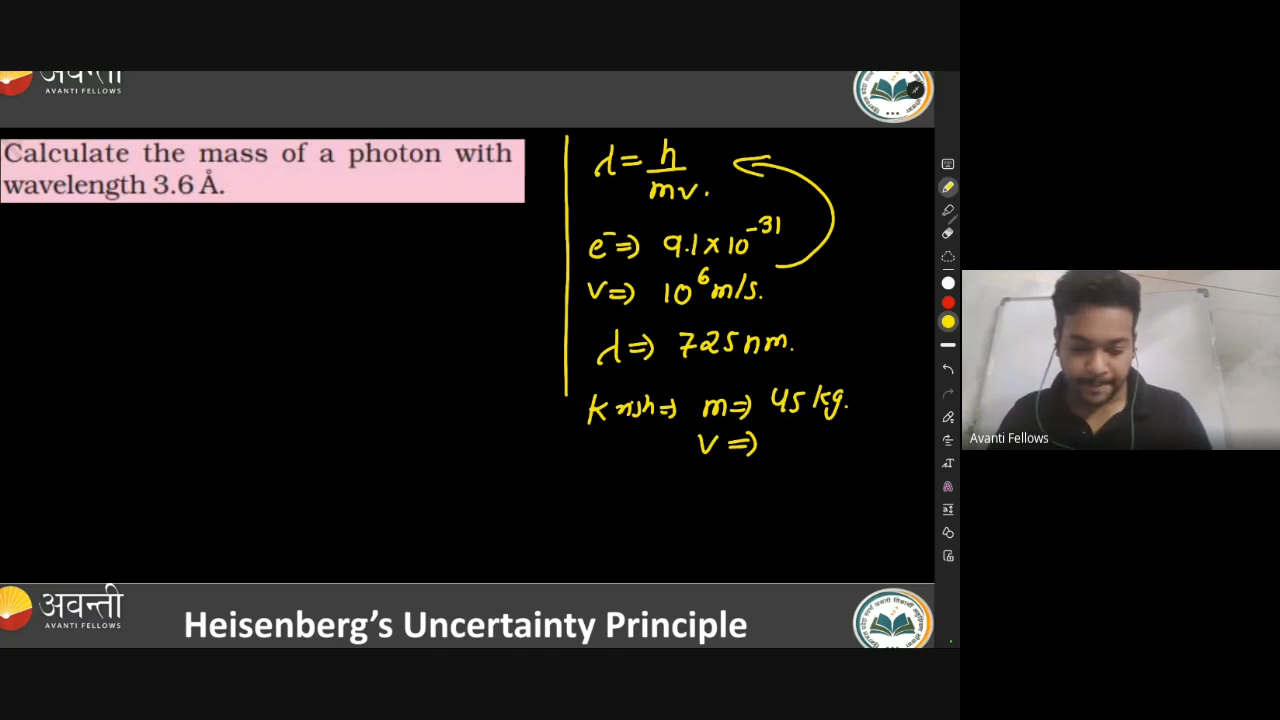 अवन्ती
AVANTI FELLOWS
Calculate the mass of a photon with
wavelength 3.6 Å.
λ = h
mv.
e⁻ ⇒ 9.1 × 10⁻³¹
v ⇒ 10⁶ m/s.
λ ⇒ 725 nm.
Krish ⇒ m ⇒ 45 kg.
v ⇒
Avanti Fellows
अवन्ती
AVANTI FELLOWS
Heisenberg's Uncertainty Principle